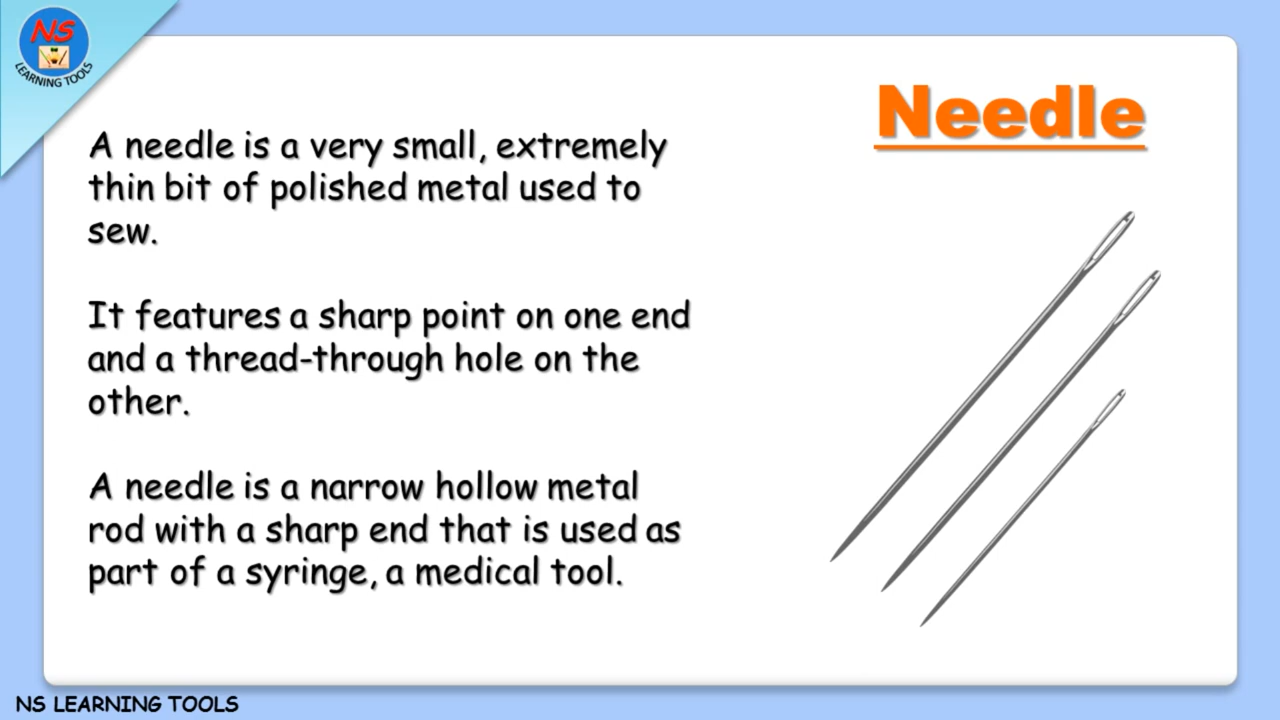 NS
LEARNING TOOLS
Needle
A needle is a very small, extremely
thin bit of polished metal used to
sew.
It features a sharp point on one end
and a thread-through hole on the
other.
A needle is a narrow hollow metal
rod with a sharp end that is used as
part of a syringe, a medical tool.
NS LEARNING TOOLS